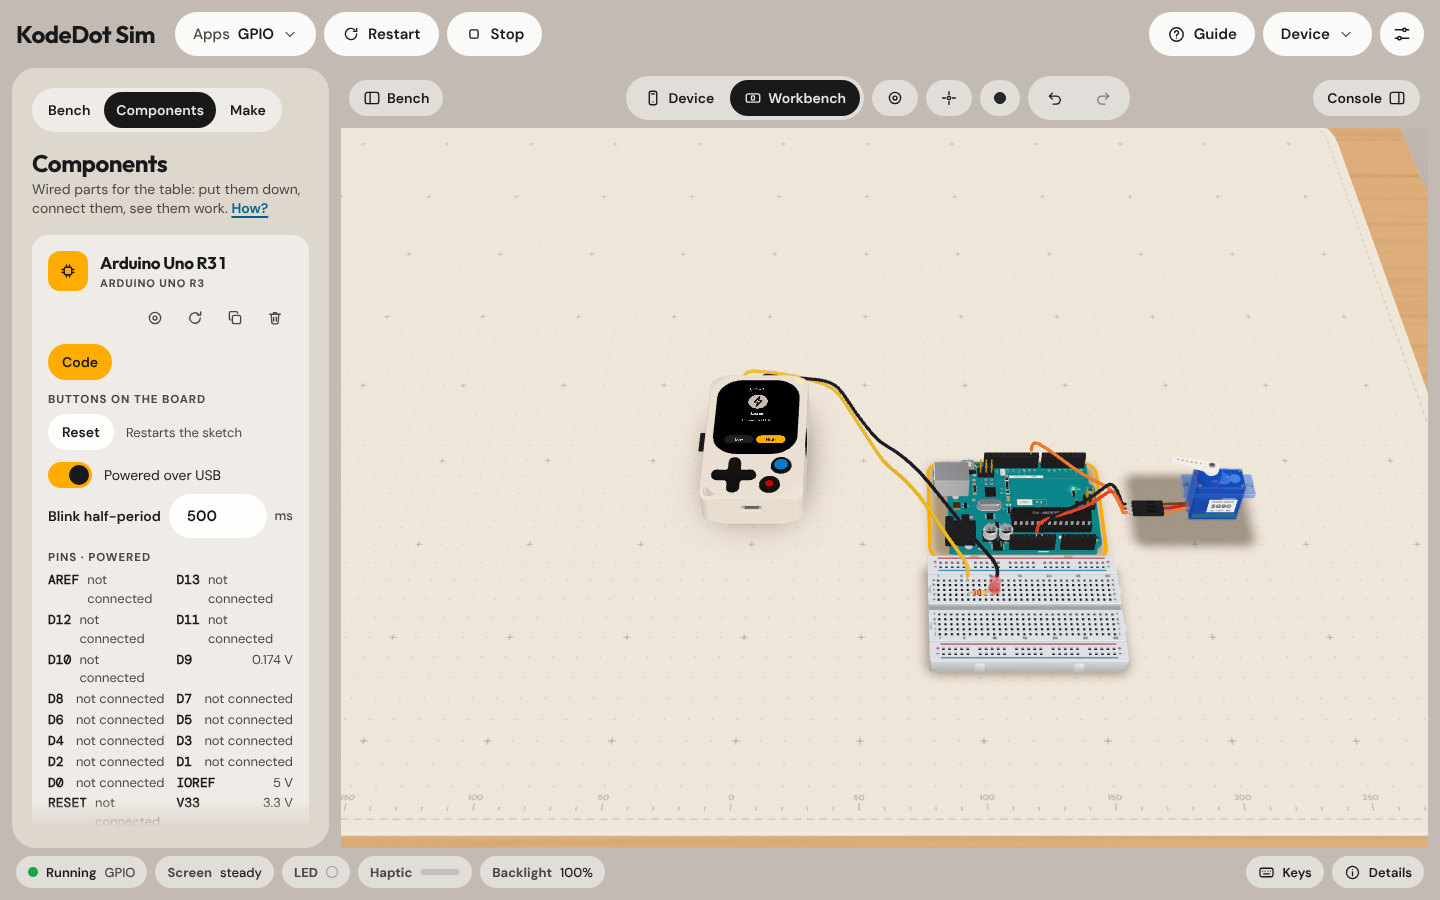 KodeDot Sim
Apps GPIO
Restart
Stop
Guide
Device
Bench
Components
Make
Bench
Device
Workbench
Console
Components
Wired parts for the table: put them down,
connect them, see them work. How?
Arduino Uno R3 1
ARDUINO UNO R3
Code
BUTTONS ON THE BOARD
Reset
Restarts the sketch
Powered over USB
Blink half-period
500
ms
PINS · POWERED
AREF not connected D13 not connected
D12 not connected D11 not connected
D10 not connected D9 0.174 V
D8 not connected D7 not connected
D6 not connected D5 not connected
D4 not connected D3 not connected
D2 not connected D1 not connected
D0 not connected IOREF 5 V
RESET not connected V33 3.3 V
Low
High
SG90
100
50
0
50
100
150
200
250
Running GPIO
Screen steady
LED
Haptic
Backlight 100%
Keys
Details